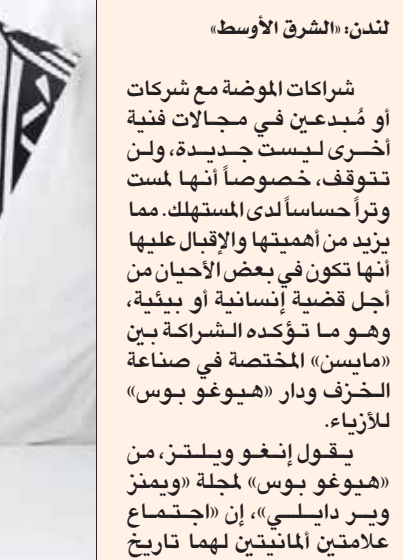 لندن: «الشرق الأوسط»
شراكات الموضة مع شركات
أو مُبدعين في مجالات فنية
أخرى ليست جديدة، ولن
تتوقف، خصوصاً أنها لمست
وتراً حساساً لدى المستهلك. مما
يزيد من أهميتها والإقبال عليها
أنها تكون في بعض الأحيان من
أجل قضية إنسانية أو بيئية،
وهو ما تؤكده الشراكة بين
«مايسن» المختصة في صناعة
الخزف ودار «هيوغو بوس»
للأزياء.
يقول إنغو ويلتز، من
«هيوغو بوس» لمجلة «ويمنز
وير دايلي»، إن «اجتماع
علامتين ألمانيتين لهما تاريخ